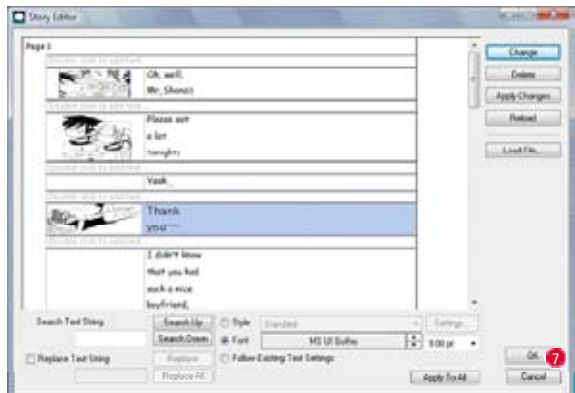 Story Editor
Page 1
Change
Delete
Apply Changes
Reload
Load File...
Double click to add text
Oh, well.
Mr. Shonosi
Double click to add text
Please eat
a lot
tonight
Double click to add text
Yeah_
Double click to add text
Thank
you
Double click to add text
I didn't know
that you had
such a nice
boyfriend,
Search Text String
Search Up
Search Down
Replace Text String
Replace
Replace All
Style
Standard
Settings...
Font
MS UI Gothic
9.00 pt
Follow Existing Text Settings
Apply To All
OK
7
Cancel